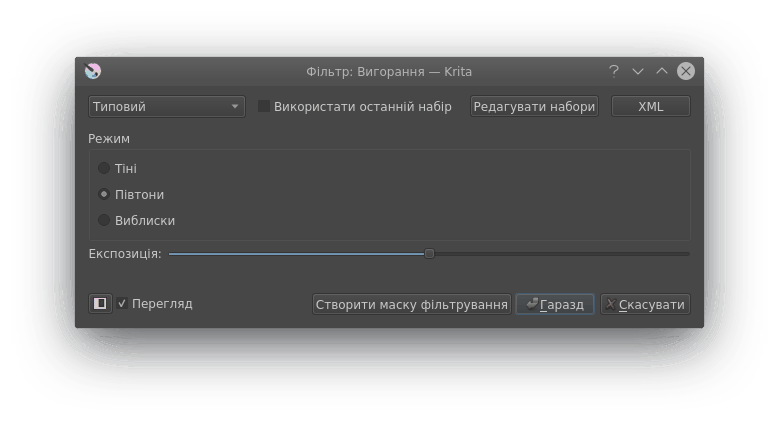 Фільтр: Вигорання — Krita
Типовий Використати останній набір Редагувати набори XML
Режим
Тіні
Півтони
Виблиски
Експозиція:
Перегляд Створити маску фільтрування Гаразд Скасувати